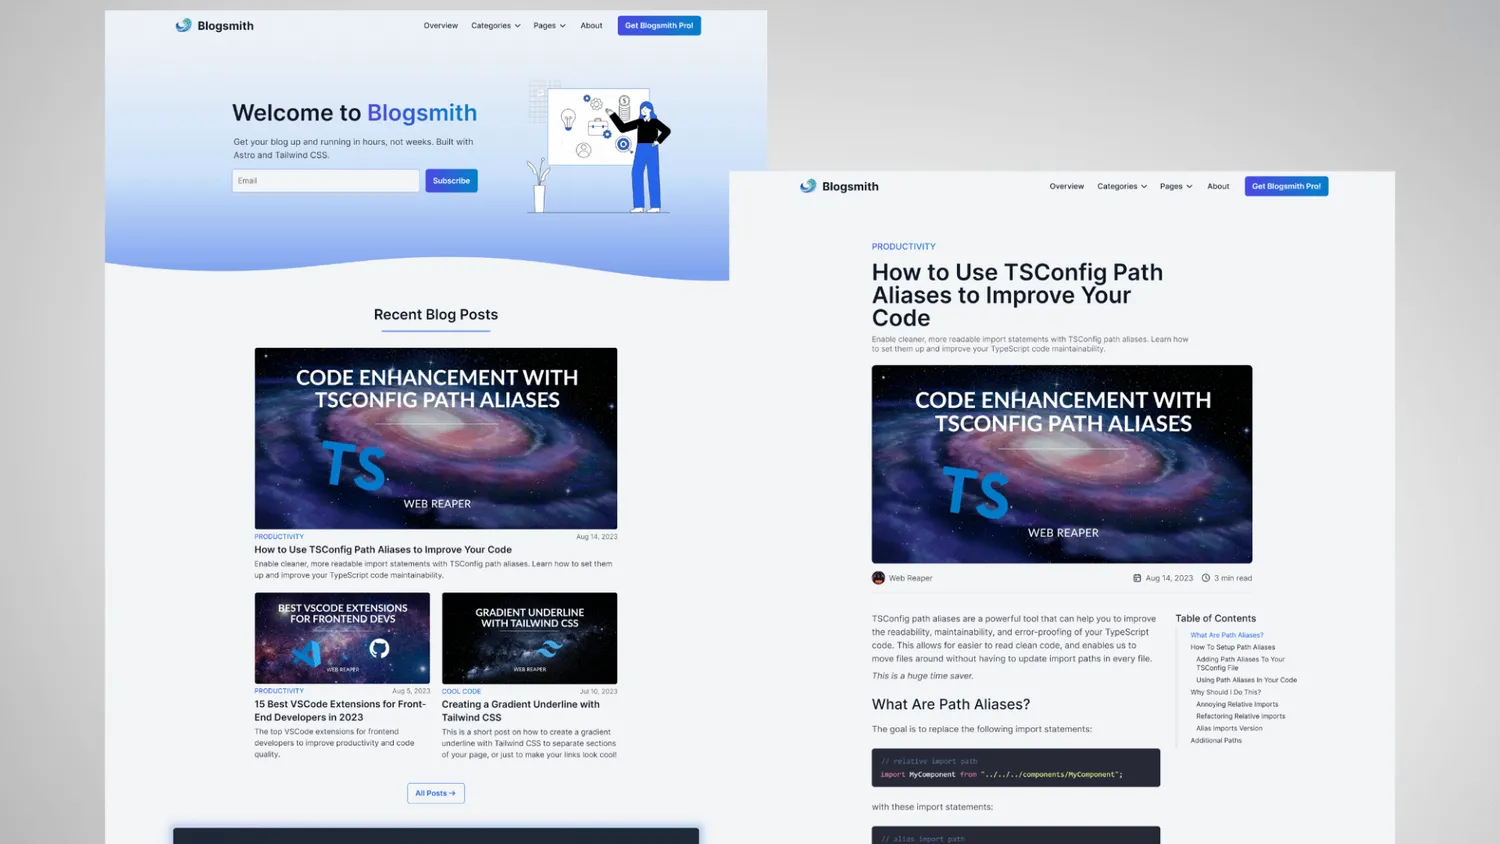 Blogsmith
Overview
Categories
Pages
About
Get Blogsmith Pro!
Welcome to Blogsmith
Get your blog up and running in hours, not weeks. Built with
Astro and Tailwind CSS.
Email
Subscribe
Recent Blog Posts
CODE ENHANCEMENT WITH
TSCONFIG PATH ALIASES
TS
WEB REAPER
PRODUCTIVITY
Aug 14, 2023
How to Use TSConfig Path Aliases to Improve Your Code
Enable cleaner, more readable import statements with TSConfig path aliases. Learn how to set them
up and improve your TypeScript code maintainability.
BEST VSCODE EXTENSIONS
FOR FRONTEND DEVS
WEB REAPER
PRODUCTIVITY
Aug 5, 2023
15 Best VSCode Extensions for Front-
End Developers in 2023
The top VSCode extensions for frontend
developers to improve productivity and code
quality.
GRADIENT UNDERLINE
WITH TAILWIND CSS
WEB REAPER
COOL CODE
Jul 10, 2023
Creating a Gradient Underline with
Tailwind CSS
This is a short post on how to create a gradient
underline with Tailwind CSS to separate sections
of your page, or just to make your links look cool!
All Posts →
Blogsmith
Overview
Categories
Pages
About
Get Blogsmith Pro!
PRODUCTIVITY
How to Use TSConfig Path
Aliases to Improve Your
Code
Enable cleaner, more readable import statements with TSConfig path aliases. Learn how
to set them up and improve your TypeScript code maintainability.
CODE ENHANCEMENT WITH
TSCONFIG PATH ALIASES
TS
WEB REAPER
Web Reaper
Aug 14, 2023
3 min read
TSConfig path aliases are a powerful tool that can help you to improve
the readability, maintainability, and error-proofing of your TypeScript
code. This allows for easier to read clean code, and enables us to
move files around without having to update import paths in every file.
This is a huge time saver.
What Are Path Aliases?
The goal is to replace the following import statements:
// relative import path
import MyComponent from "../../../components/MyComponent";
with these import statements:
// alias import path
Table of Contents
What Are Path Aliases?
How To Setup Path Aliases
Adding Path Aliases To Your
TSConfig File
Using Path Aliases In Your Code
Why Should I Do This?
Annoying Relative Imports
Refactoring Relative Imports
Alias Imports Version
Additional Paths